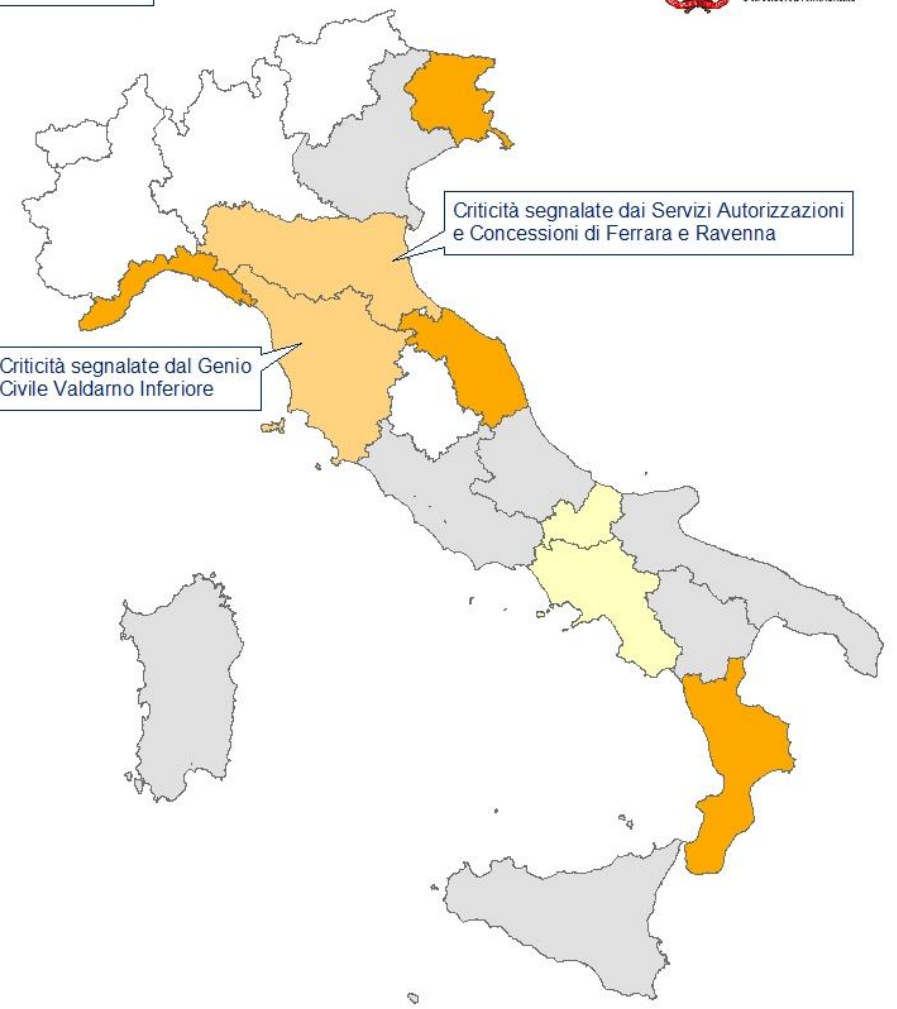 Criticità segnalate dai Servizi Autorizzazioni
e Concessioni di Ferrara e Ravenna
Criticità segnalate dal Genio
Civile Valdarno Inferiore